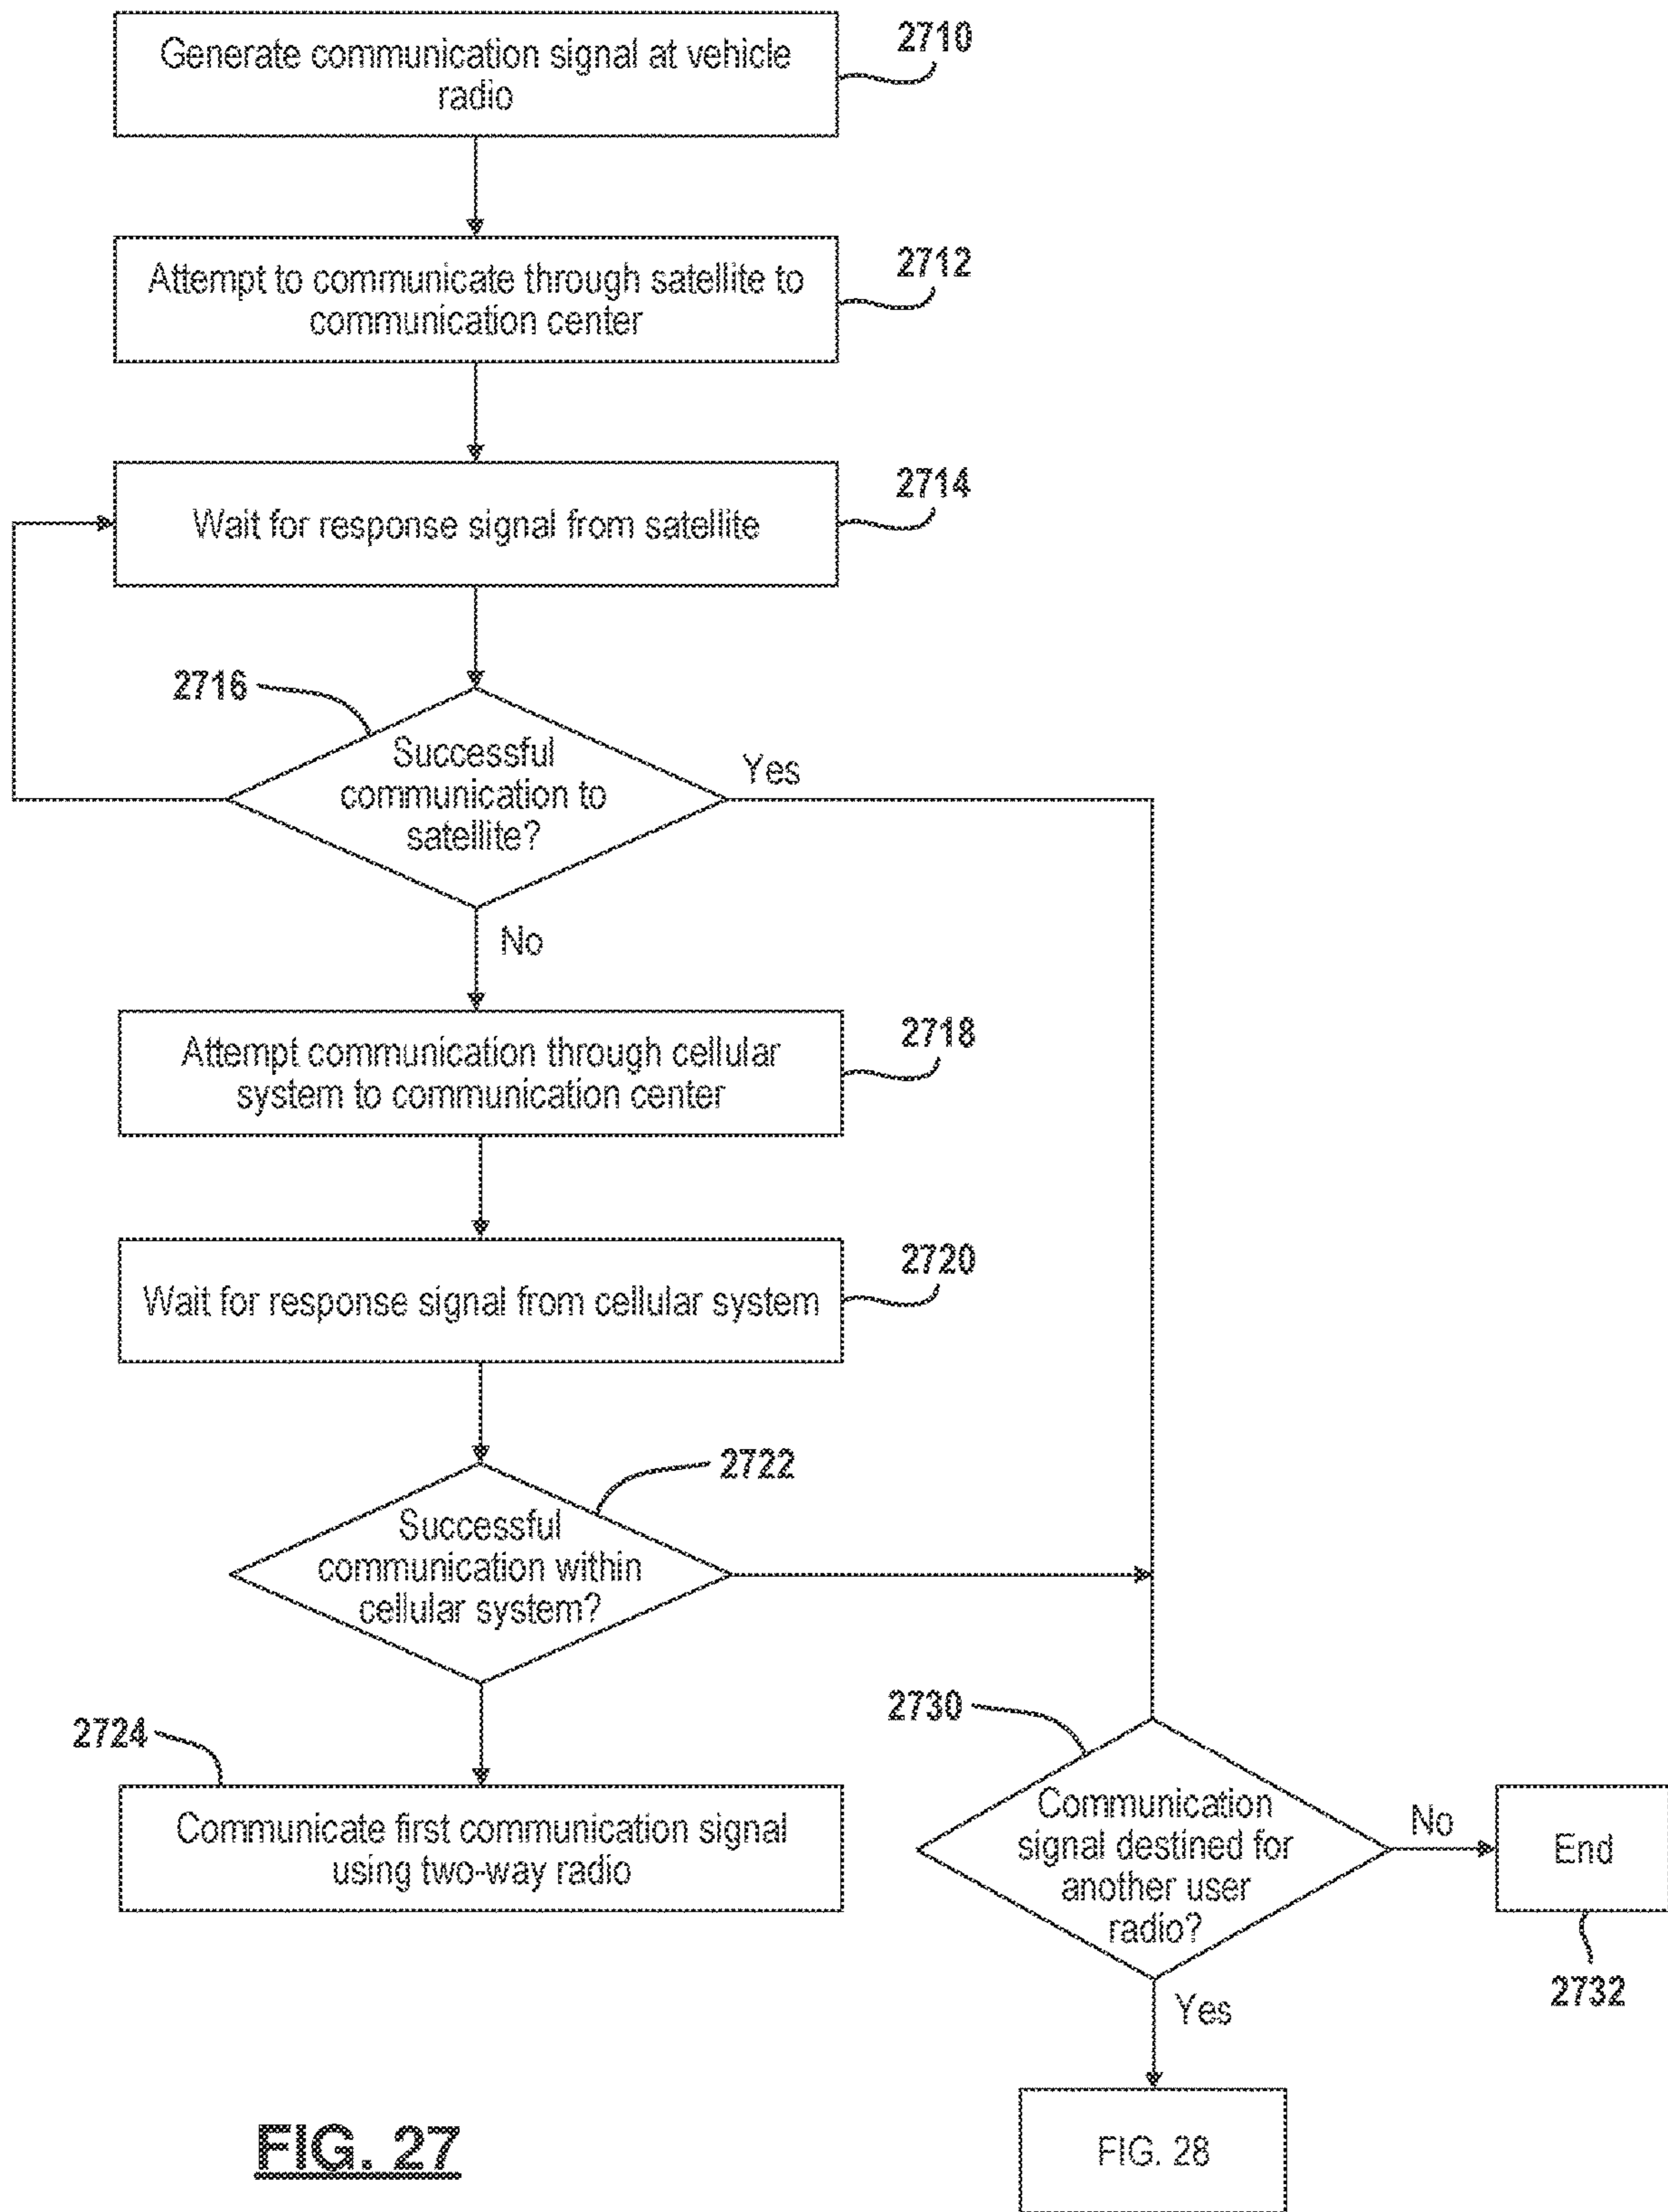 Generate communication signal at vehicle
radio
2710
Attempt to communicate through satellite to
communication center
2712
Wait for response signal from satellite
2714
2716
Successful
communication to
satellite?
Yes
No
Attempt communication through cellular
system to communication center
2718
Wait for response signal from cellular system
2720
2722
Successful
communication within
cellular system?
2724
Communicate first communication signal
using two-way radio
2730
Communication
signal destined for
another user
radio?
No
End
2732
Yes
FIG. 28
FIG. 27